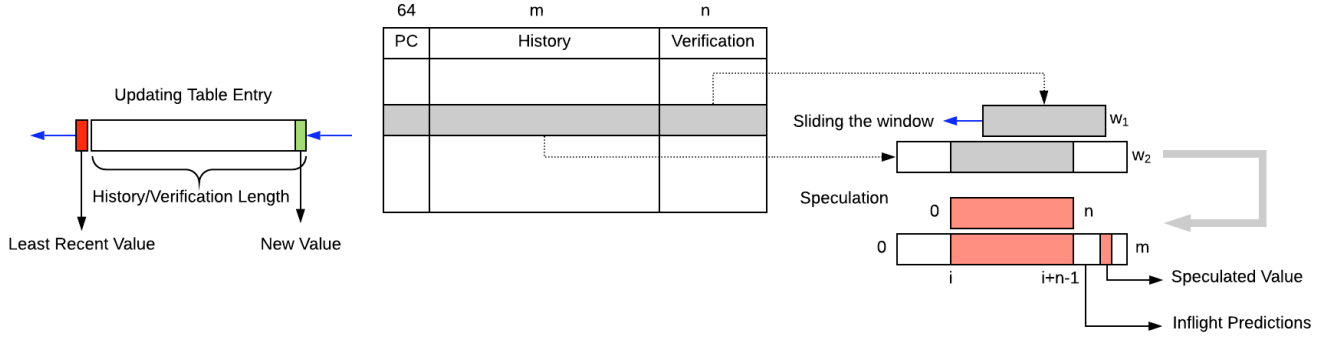 64 m n
PC History Verification
Updating Table Entry
Sliding the window
w1
w2
History/Verification Length
Speculation
0 n
Least Recent Value New Value
0 m
i i+n-1
Speculated Value
Inflight Predictions